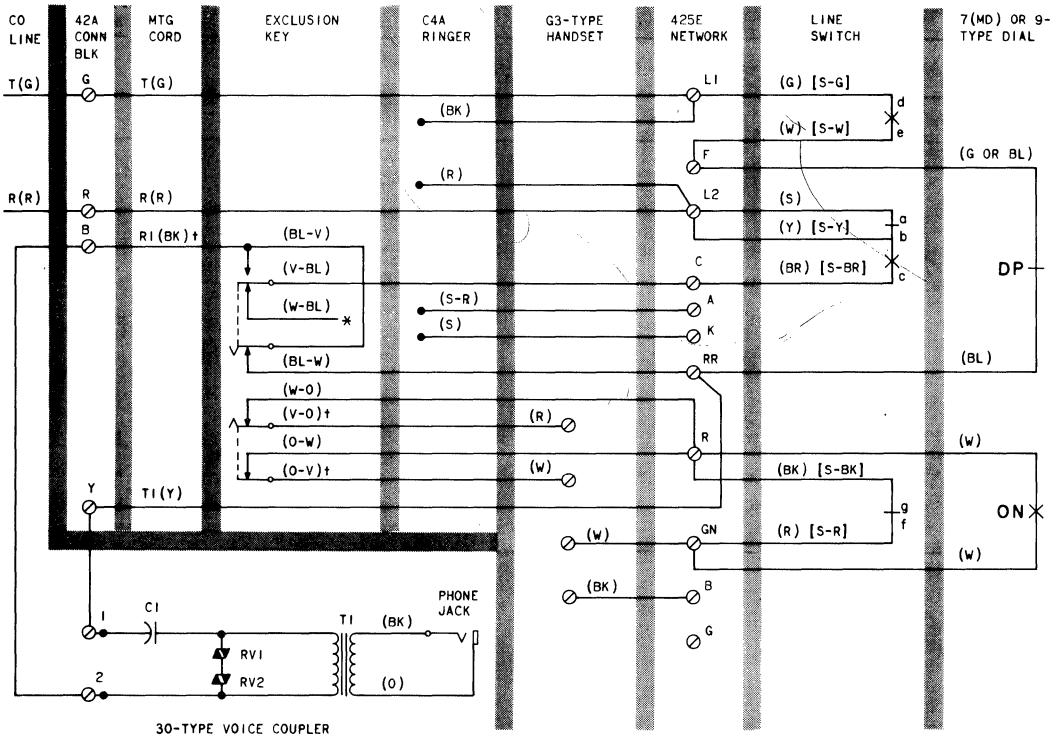 CO LINE
42A CONN BLK
MTG CORD
EXCLUSION KEY
C4A RINGER
G3-TYPE HANDSET
425E NETWORK
LINE SWITCH
7(MD) OR 9-TYPE DIAL
T(G) G T(G) L1 (G) [S-G] d
(BK) e
(W) [S-W]
F (G OR BL)
(R)
R(R) R R(R) L2 (S) a
B R1(BK)† (BL-V) (Y) [S-Y] b
(V-BL) C (BR) [S-BR] c DP
(W-BL) * (S-R) A
(S) K
(BL-W) RR (BL)
(W-O)
(V-O)† (R)
(O-W) R (W)
(O-V)† (W) (BK) [S-BK]
Y T1(Y) g ON
f
(W) GN (R) [S-R] (W)
(BK) B
G
1 C1 T1 (BK) PHONE JACK
RV1
RV2
2 (O)
30-TYPE VOICE COUPLER